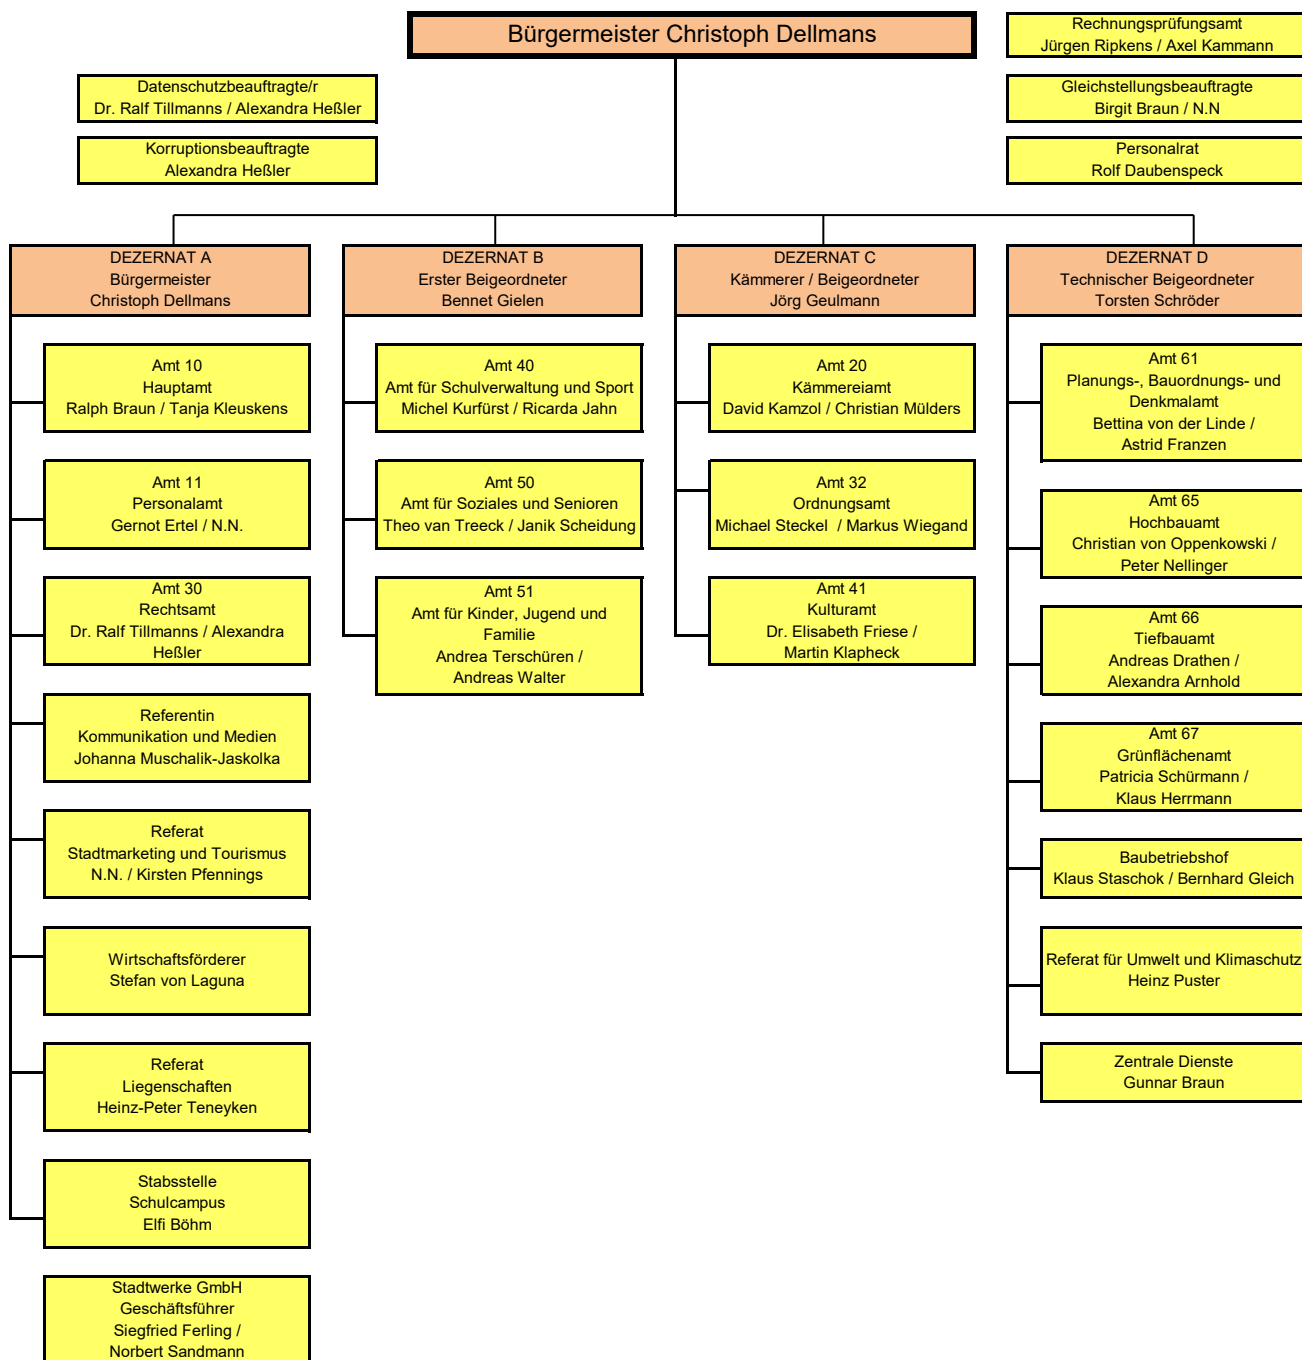 Bürgermeister Christoph Dellmans
Rechnungsprüfungsamt
Jürgen Ripkens / Axel Kammann
Datenschutzbeauftragte/r
Dr. Ralf Tillmanns / Alexandra Heßler
Gleichstellungsbeauftragte
Birgit Braun / N.N
Korruptionsbeauftragte
Alexandra Heßler
Personalrat
Rolf Daubenspeck
DEZERNAT A
Bürgermeister
Christoph Dellmans
Amt 10
Hauptamt
Ralph Braun / Tanja Kleuskens
Amt 11
Personalamt
Gernot Ertel / N.N.
Amt 30
Rechtsamt
Dr. Ralf Tillmanns / Alexandra
Heßler
Referentin
Kommunikation und Medien
Johanna Muschalik-Jaskolka
Referat
Stadtmarketing und Tourismus
N.N. / Kirsten Pfennings
Wirtschaftsförderer
Stefan von Laguna
Referat
Liegenschaften
Heinz-Peter Teneyken
Stabsstelle
Schulcampus
Elfi Böhm
Stadtwerke GmbH
Geschäftsführer
Siegfried Ferling /
Norbert Sandmann
DEZERNAT B
Erster Beigeordneter
Bennet Gielen
Amt 40
Amt für Schulverwaltung und Sport
Michel Kurfürst / Ricarda Jahn
Amt 50
Amt für Soziales und Senioren
Theo van Treeck / Janik Scheidung
Amt 51
Amt für Kinder, Jugend und
Familie
Andrea Terschüren /
Andreas Walter
DEZERNAT C
Kämmerer / Beigeordneter
Jörg Geulmann
Amt 20
Kämmereiamt
David Kamzol / Christian Mülders
Amt 32
Ordnungsamt
Michael Steckel / Markus Wiegand
Amt 41
Kulturamt
Dr. Elisabeth Friese /
Martin Klapheck
DEZERNAT D
Technischer Beigeordneter
Torsten Schröder
Amt 61
Planungs-, Bauordnungs- und
Denkmalamt
Bettina von der Linde /
Astrid Franzen
Amt 65
Hochbauamt
Christian von Oppenkowski /
Peter Nellinger
Amt 66
Tiefbauamt
Andreas Drathen /
Alexandra Arnhold
Amt 67
Grünflächenamt
Patricia Schürmann /
Klaus Herrmann
Baubetriebshof
Klaus Staschok / Bernhard Gleich
Referat für Umwelt und Klimaschutz
Heinz Puster
Zentrale Dienste
Gunnar Braun